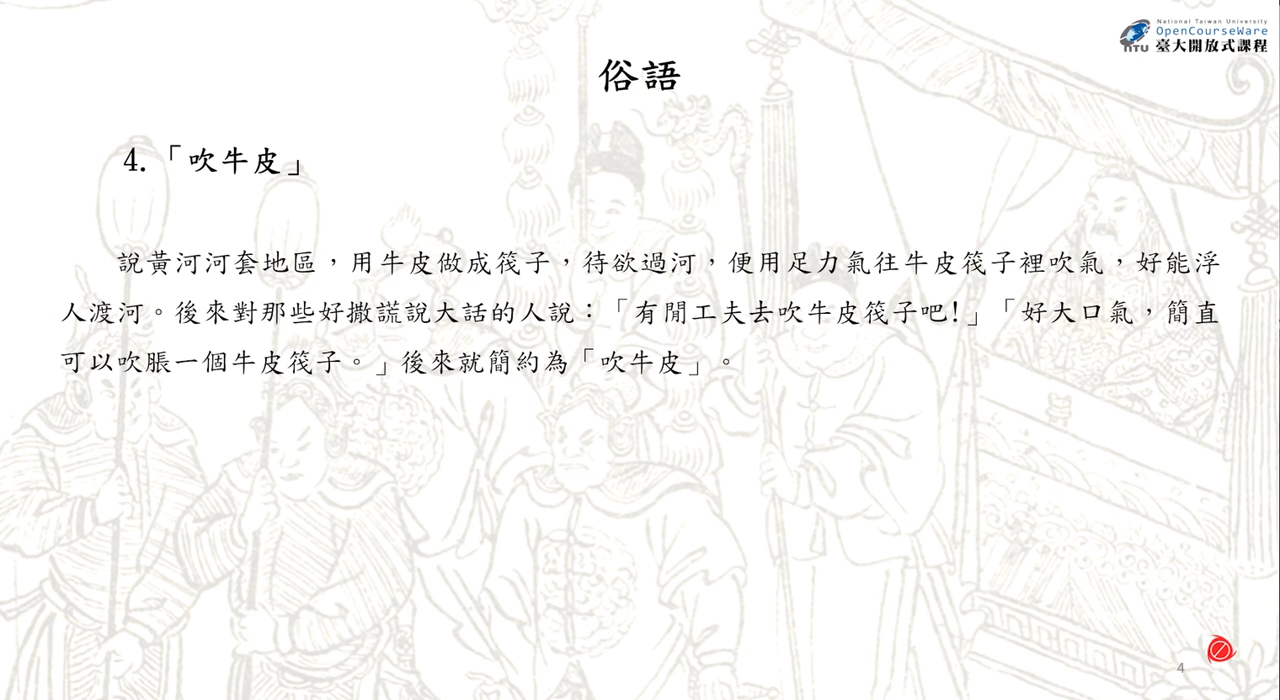 National Taiwan University
OpenCourseWare
NTU 臺大開放式課程
俗語
4.「吹牛皮」
說黃河河套地區，用牛皮做成筏子，待欲過河，便用足力氣往牛皮筏子裡吹氣，好能浮
人渡河。後來對那些好撒謊說大話的人說：「有閒工夫去吹牛皮筏子吧!」「好大口氣，簡直
可以吹脹一個牛皮筏子。」後來就簡約為「吹牛皮」。
4